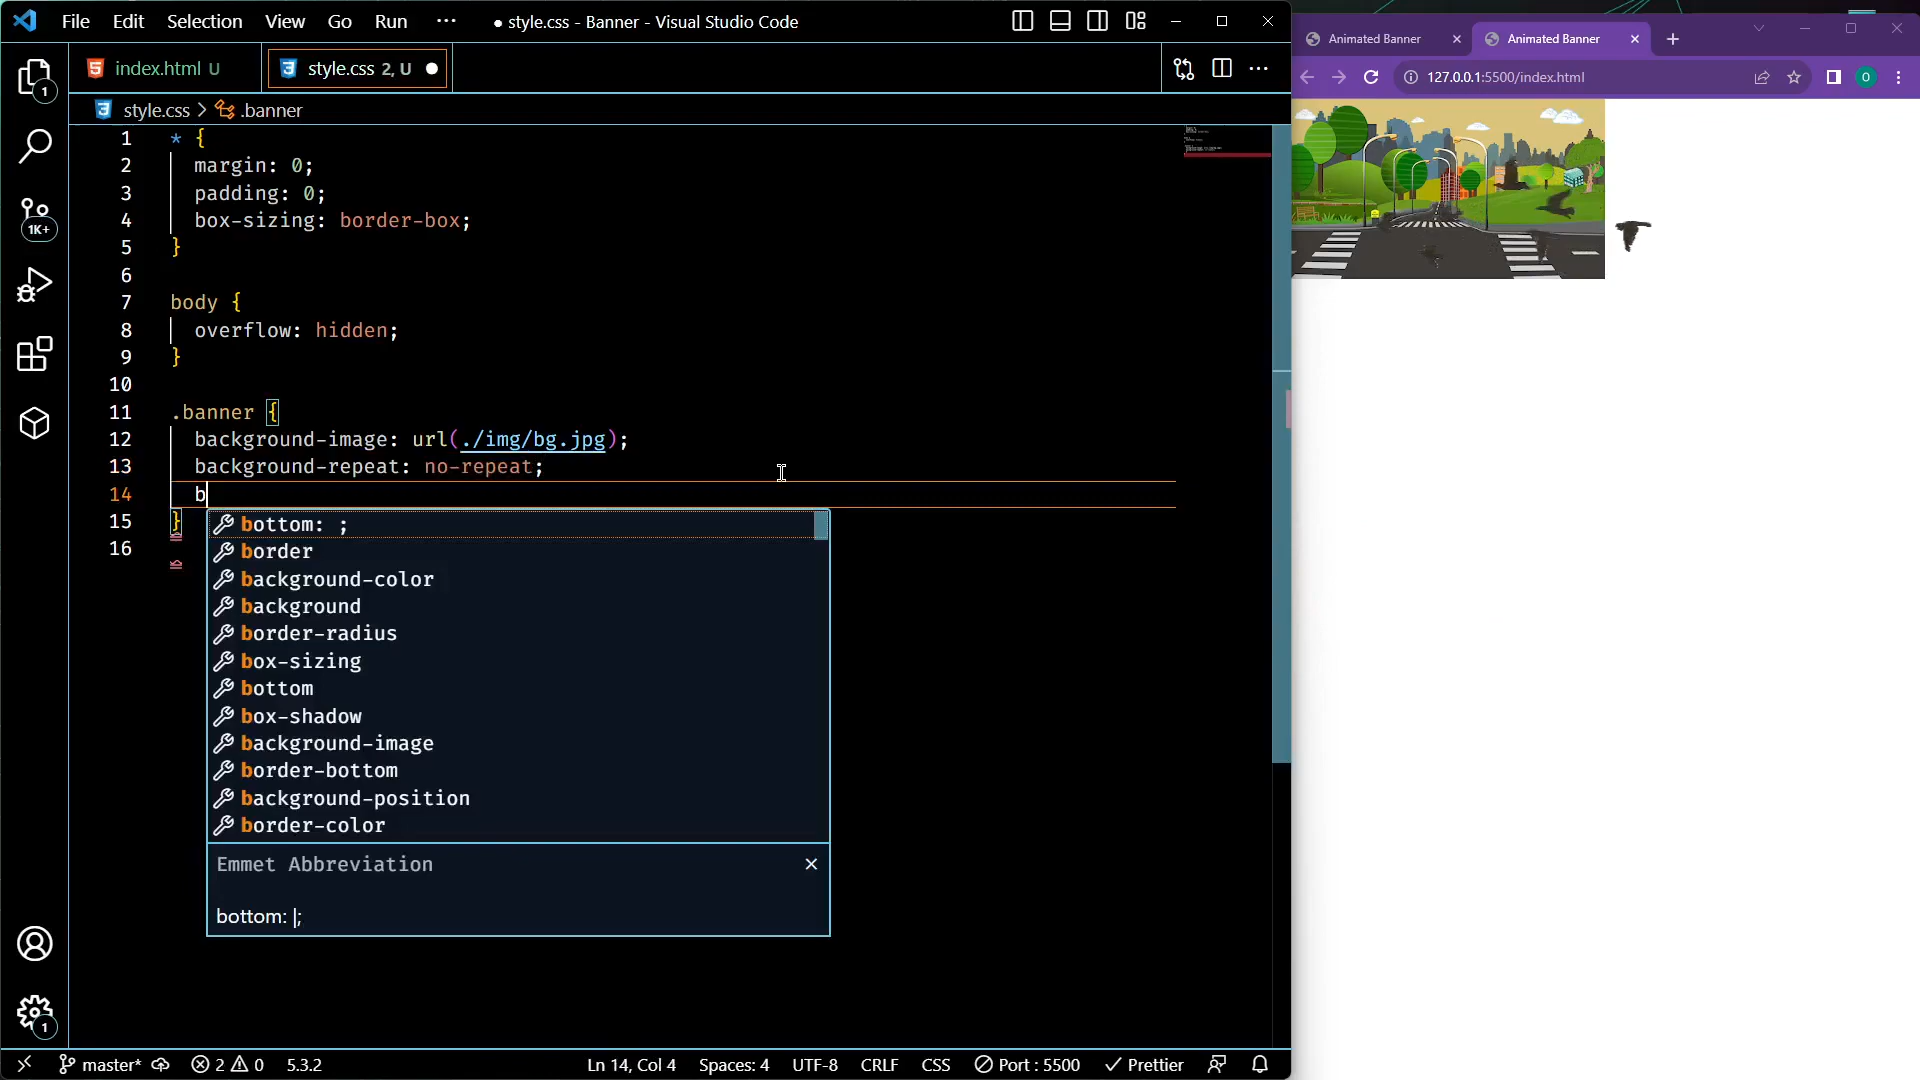 File Edit Selection View Go Run ··· ● style.css - Banner - Visual Studio Code
index.html U
style.css 2, U
style.css > .banner
1 * {
2 margin: 0;
3 padding: 0;
4 box-sizing: border-box;
5 }
6
7 body {
8 overflow: hidden;
9 }
10
11 .banner {
12 background-image: url(./img/bg.jpg);
13 background-repeat: no-repeat;
14 b
15 }
16
bottom: ;
border
background-color
background
border-radius
box-sizing
bottom
box-shadow
background-image
border-bottom
background-position
border-color
Emmet Abbreviation
bottom: |;
1
1K+
1
master* 2 0 5.3.2 Ln 14, Col 4 Spaces: 4 UTF-8 CRLF CSS Port : 5500 Prettier
Animated Banner
Animated Banner
127.0.0.1:5500/index.html
O